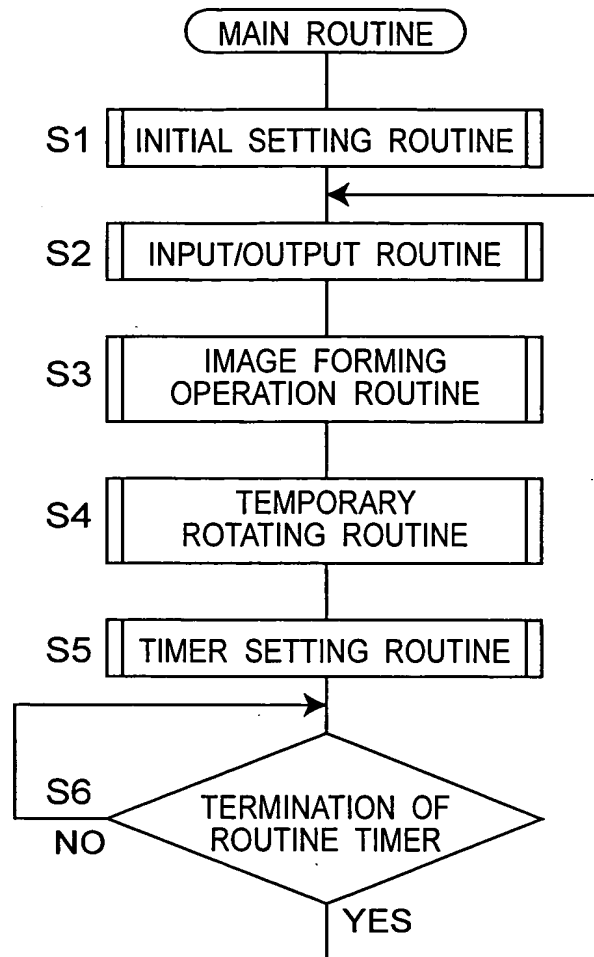 MAIN ROUTINE
S1
INITIAL SETTING ROUTINE
S2
INPUT/OUTPUT ROUTINE
S3
IMAGE FORMING
OPERATION ROUTINE
S4
TEMPORARY
ROTATING ROUTINE
S5
TIMER SETTING ROUTINE
S6
TERMINATION OF
ROUTINE TIMER
NO
YES